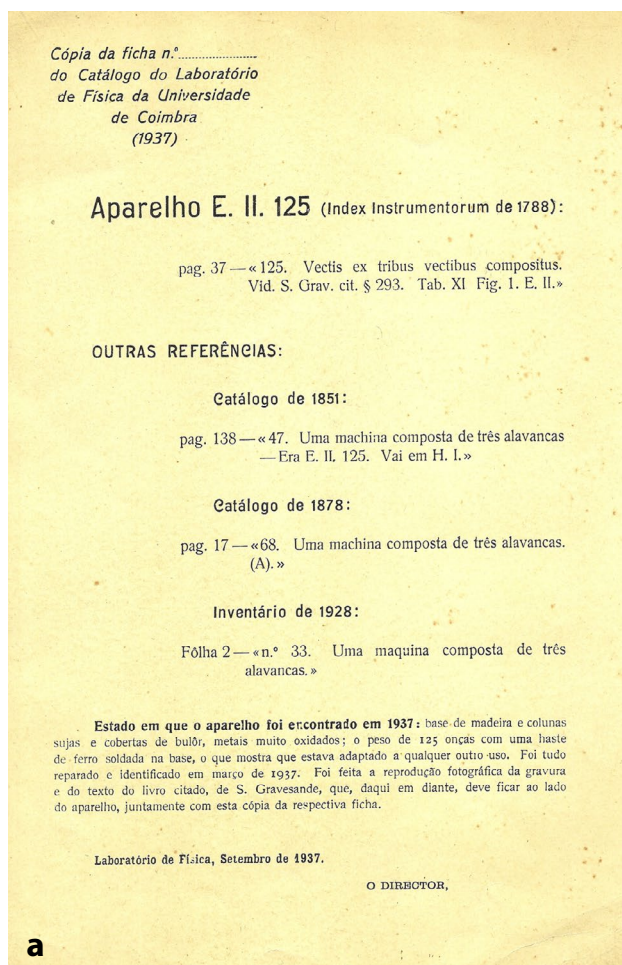 Cópia da ficha n.º........................
do Catálogo do Laboratório
de Física da Universidade
de Coimbra
(1937)
Aparelho E. II. 125 (Index Instrumentorum de 1788):
pag. 37 — «125. Vectis ex tribus vectibus compositus.
Vid. S. Grav. cit. § 293. Tab. XI Fig. 1. E. II.»
OUTRAS REFERÊNCIAS:
Catálogo de 1851:
pag. 138 — «47. Uma machina composta de três alavancas
— Era E. II. 125. Vai em H. I.»
Catálogo de 1878:
pag. 17 — «68. Uma machina composta de três alavancas.
(A).»
Inventário de 1928:
Fôlha 2 — «n.º 33. Uma maquina composta de três
alavancas.»
Estado em que o aparelho foi encontrado em 1937: base de madeira e colunas
sujas e cobertas de bulôr, metais muito oxidados; o peso de 125 onças com uma haste
de ferro soldada na base, o que mostra que estava adaptado a qualquer outro uso. Foi tudo
reparado e identificado em março de 1937. Foi feita a reprodução fotográfica da gravura
e do texto do livro citado, de S. Gravesande, que, daqui em diante, deve ficar ao lado
do aparelho, juntamente com esta cópia da respectiva ficha.
Laboratório de Física, Setembro de 1937.
O DIRECTOR,
a